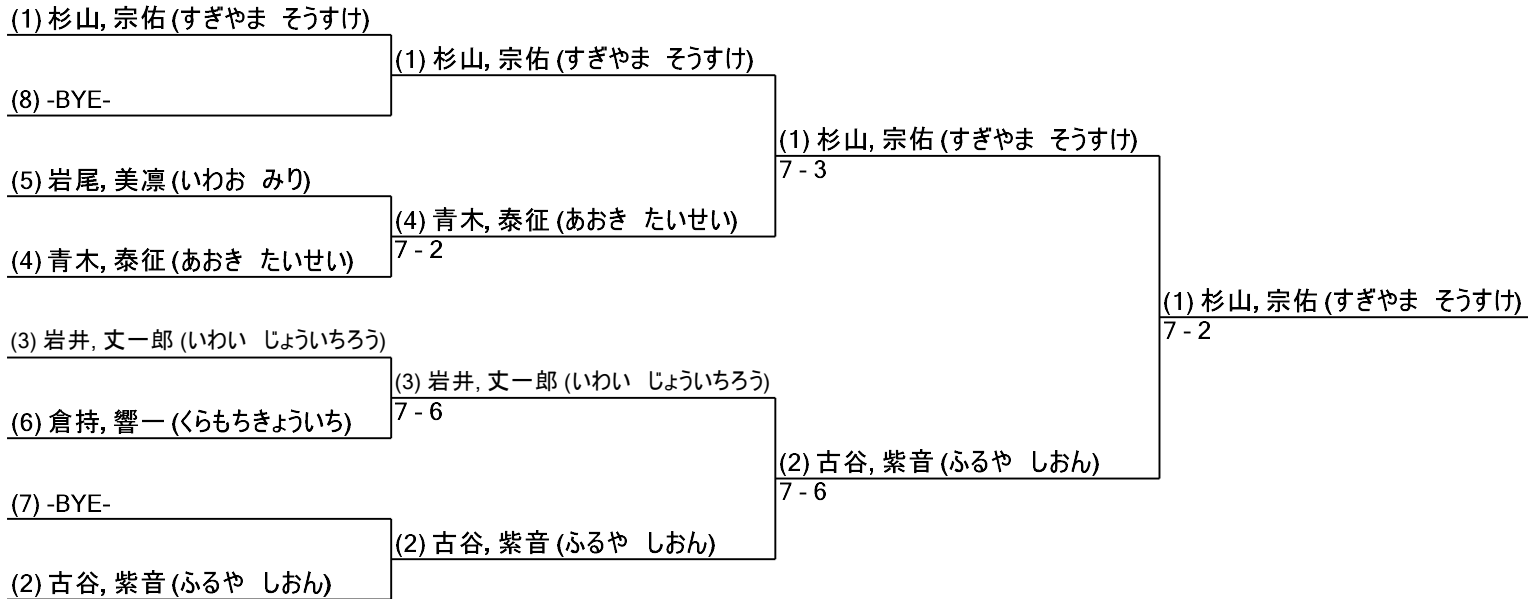 (1) 杉山, 宗佑 (すぎやま　そうすけ)
(8) -BYE-
(5) 岩尾, 美凛 (いわお　みり)
(4) 青木, 泰征 (あおき　たいせい)
(3) 岩井, 丈一郎 (いわい　じょういちろう)
(6) 倉持, 響一 (くらもちきょういち)
(7) -BYE-
(2) 古谷, 紫音 (ふるや　しおん)
(1) 杉山, 宗佑 (すぎやま　そうすけ)
(4) 青木, 泰征 (あおき　たいせい)
7 - 2
(3) 岩井, 丈一郎 (いわい　じょういちろう)
7 - 6
(2) 古谷, 紫音 (ふるや　しおん)
(1) 杉山, 宗佑 (すぎやま　そうすけ)
7 - 3
(2) 古谷, 紫音 (ふるや　しおん)
7 - 6
(1) 杉山, 宗佑 (すぎやま　そうすけ)
7 - 2